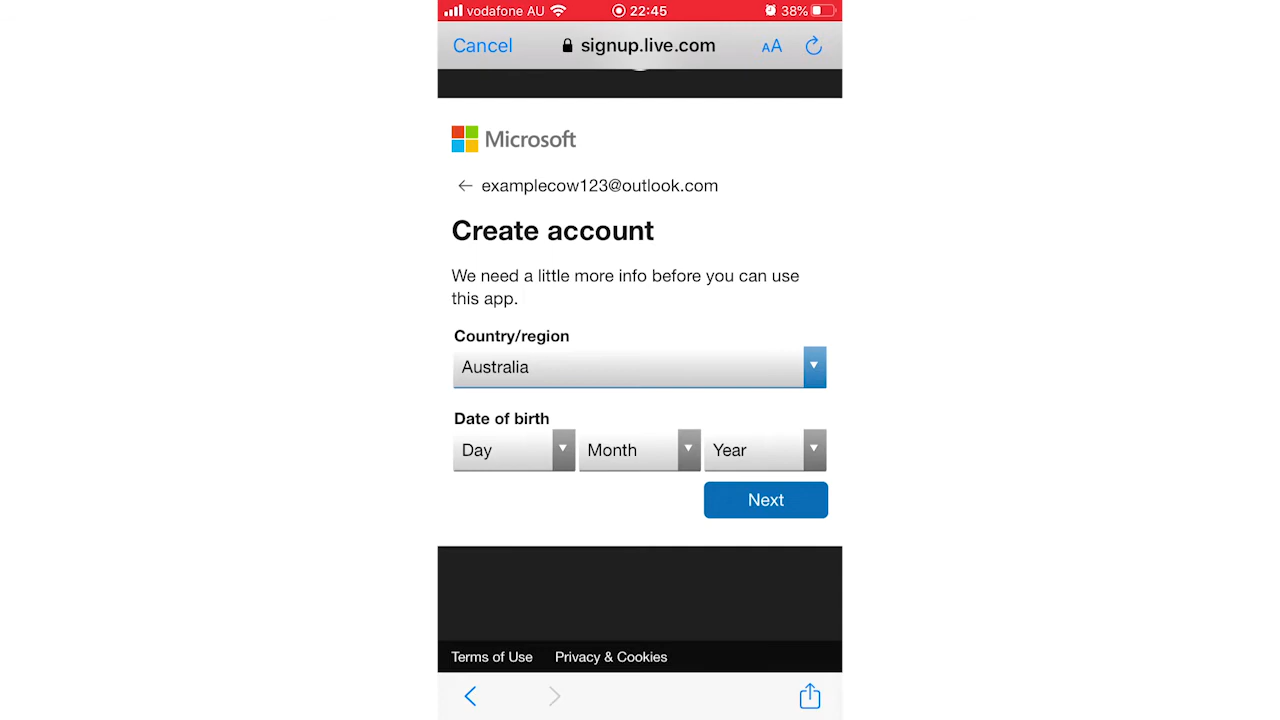 vodafone AU 22:45 38%
Cancel signup.live.com AA
Microsoft
examplecow123@outlook.com
Create account
We need a little more info before you can use
this app.
Country/region
Australia
Date of birth
Day Month Year
Next
Terms of Use Privacy & Cookies